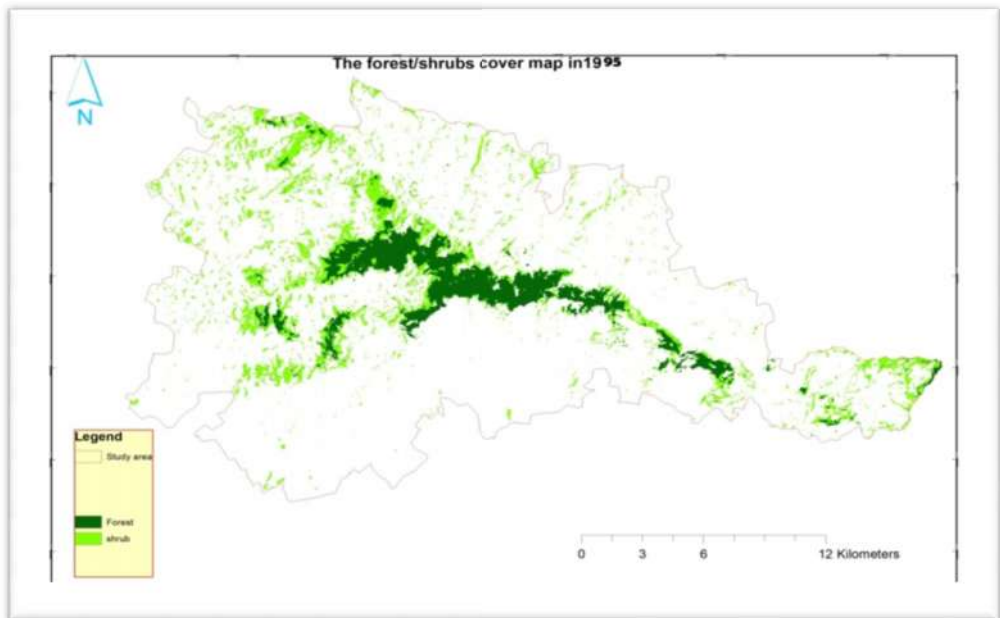 The forest/shrubs cover map in1995
N
Legend
Study area
Forest
shrub
0 3 6 12 Kilometers